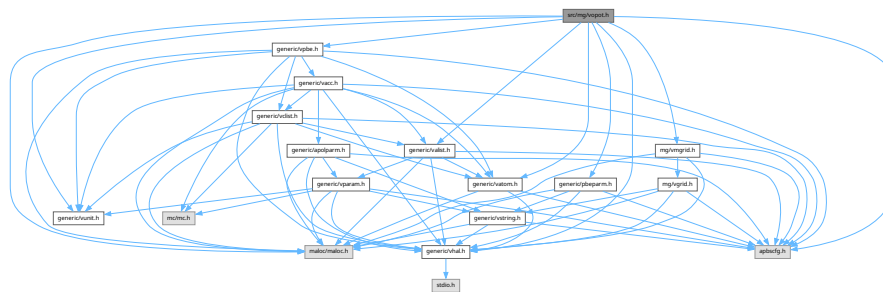 src/mg/vopot.h
generic/vpbe.h
generic/vacc.h
generic/vclist.h
generic/apolparm.h
generic/valist.h
mg/vmgrid.h
generic/vparam.h
generic/vatom.h
generic/pbeparm.h
mg/vgrid.h
generic/vunit.h
mc/mc.h
generic/vstring.h
maloc/maloc.h
generic/vhal.h
apbscfg.h
stdio.h